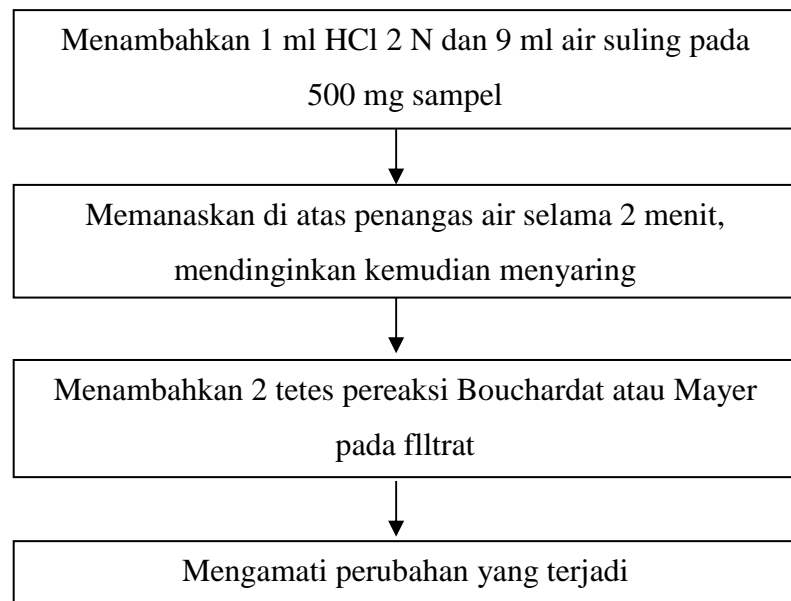 Menambahkan 1 ml HCl 2 N dan 9 ml air suling pada
500 mg sampel
Memanaskan di atas penangas air selama 2 menit,
mendinginkan kemudian menyaring
Menambahkan 2 tetes pereaksi Bouchardat atau Mayer
pada flltrat
Mengamati perubahan yang terjadi